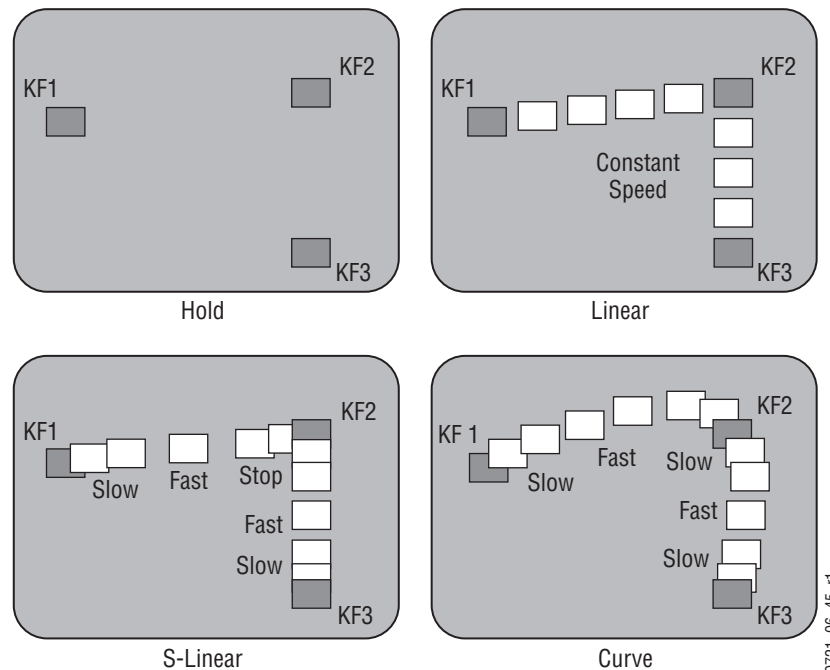 KF1
KF2
KF3
Hold
KF1
KF2
Constant
Speed
KF3
Linear
KF1
KF2
Slow
Fast
Stop
Fast
Slow
KF3
S-Linear
KF 1
KF2
Slow
Fast
Slow
Fast
Slow
KF3
Curve